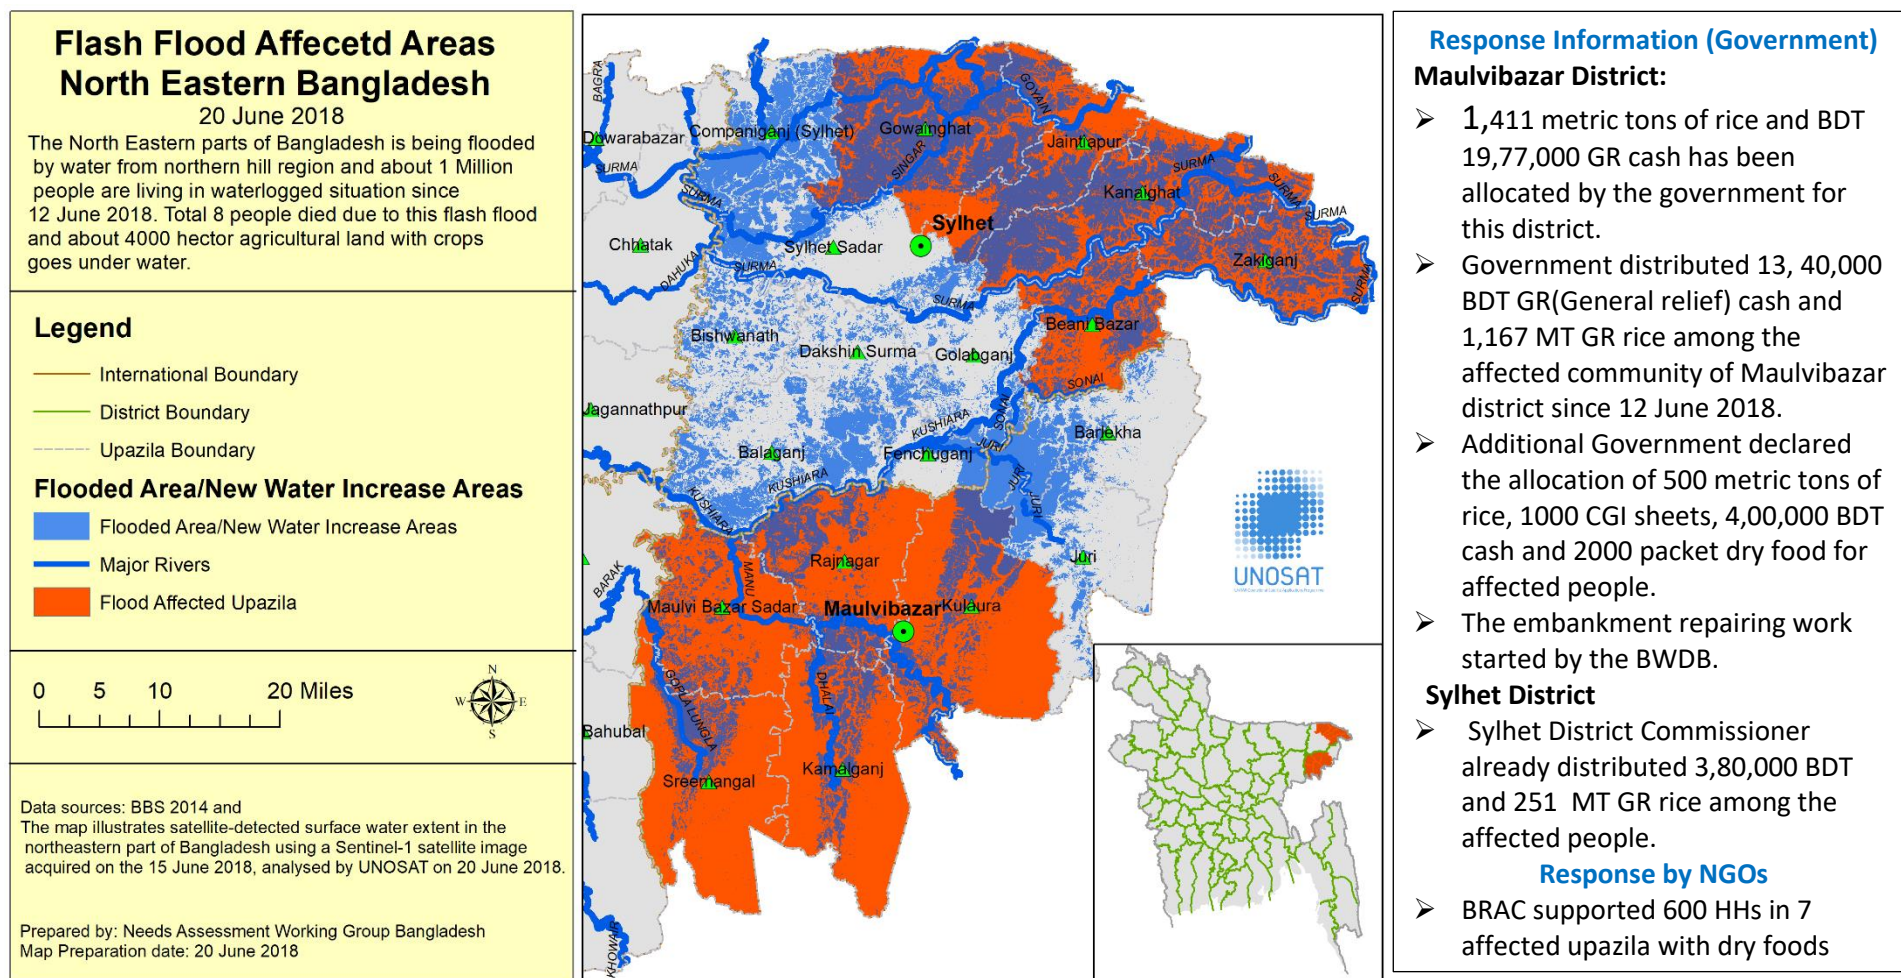 Flash Flood Affecetd Areas
North Eastern Bangladesh
20 June 2018
The North Eastern parts of Bangladesh is being flooded
by water from northern hill region and about 1 Million
people are living in waterlogged situation since
12 June 2018. Total 8 people died due to this flash flood
and about 4000 hector agricultural land with crops
goes under water.
Legend
International Boundary
District Boundary
Upazila Boundary
Flooded Area/New Water Increase Areas
Flooded Area/New Water Increase Areas
Major Rivers
Flood Affected Upazila
0 5 10 20 Miles
N
W E
S
Data sources: BBS 2014 and
The map illustrates satellite-detected surface water extent in the
northeastern part of Bangladesh using a Sentinel-1 satellite image
acquired on the 15 June 2018, analysed by UNOSAT on 20 June 2018.
Prepared by: Needs Assessment Working Group Bangladesh
Map Preparation date: 20 June 2018
BAGRA
Dowarabazar
Companiganj (Sylhet)
Gowainghat
GOYAIN
Jaintiapur
SURMA
SURMA
SINGAR
SURMA
Kanaighat
SURMA
SURMA
Sylhet
Chhatak
Sylhet Sadar
Zakiganj
DAHUKA
SURMA
SURMA
SURMA
Beani Bazar
Bishwanath
Dakshin Surma
Golabganj
SONAI
Jagannathpur
KUSHIARA
SONAI
Barlekha
JURI
Balaganj
Fenchuganj
KUSHIARA
KUSHIARA
JURI
JURI
UNOSAT
Rajnagar
Juri
BARAK
MANU
Maulvi Bazar Sadar
Maulvibazar
Kulaura
GOPLA LUNGLA
DHALAI
Bahubal
Sreemangal
Kamalganj
KHOWAIR
Response Information (Government)
Maulvibazar District:
➢ 1,411 metric tons of rice and BDT
19,77,000 GR cash has been
allocated by the government for
this district.
➢ Government distributed 13, 40,000
BDT GR(General relief) cash and
1,167 MT GR rice among the
affected community of Maulvibazar
district since 12 June 2018.
➢ Additional Government declared
the allocation of 500 metric tons of
rice, 1000 CGI sheets, 4,00,000 BDT
cash and 2000 packet dry food for
affected people.
➢ The embankment repairing work
started by the BWDB.
Sylhet District
➢ Sylhet District Commissioner
already distributed 3,80,000 BDT
and 251 MT GR rice among the
affected people.
Response by NGOs
➢ BRAC supported 600 HHs in 7
affected upazila with dry foods